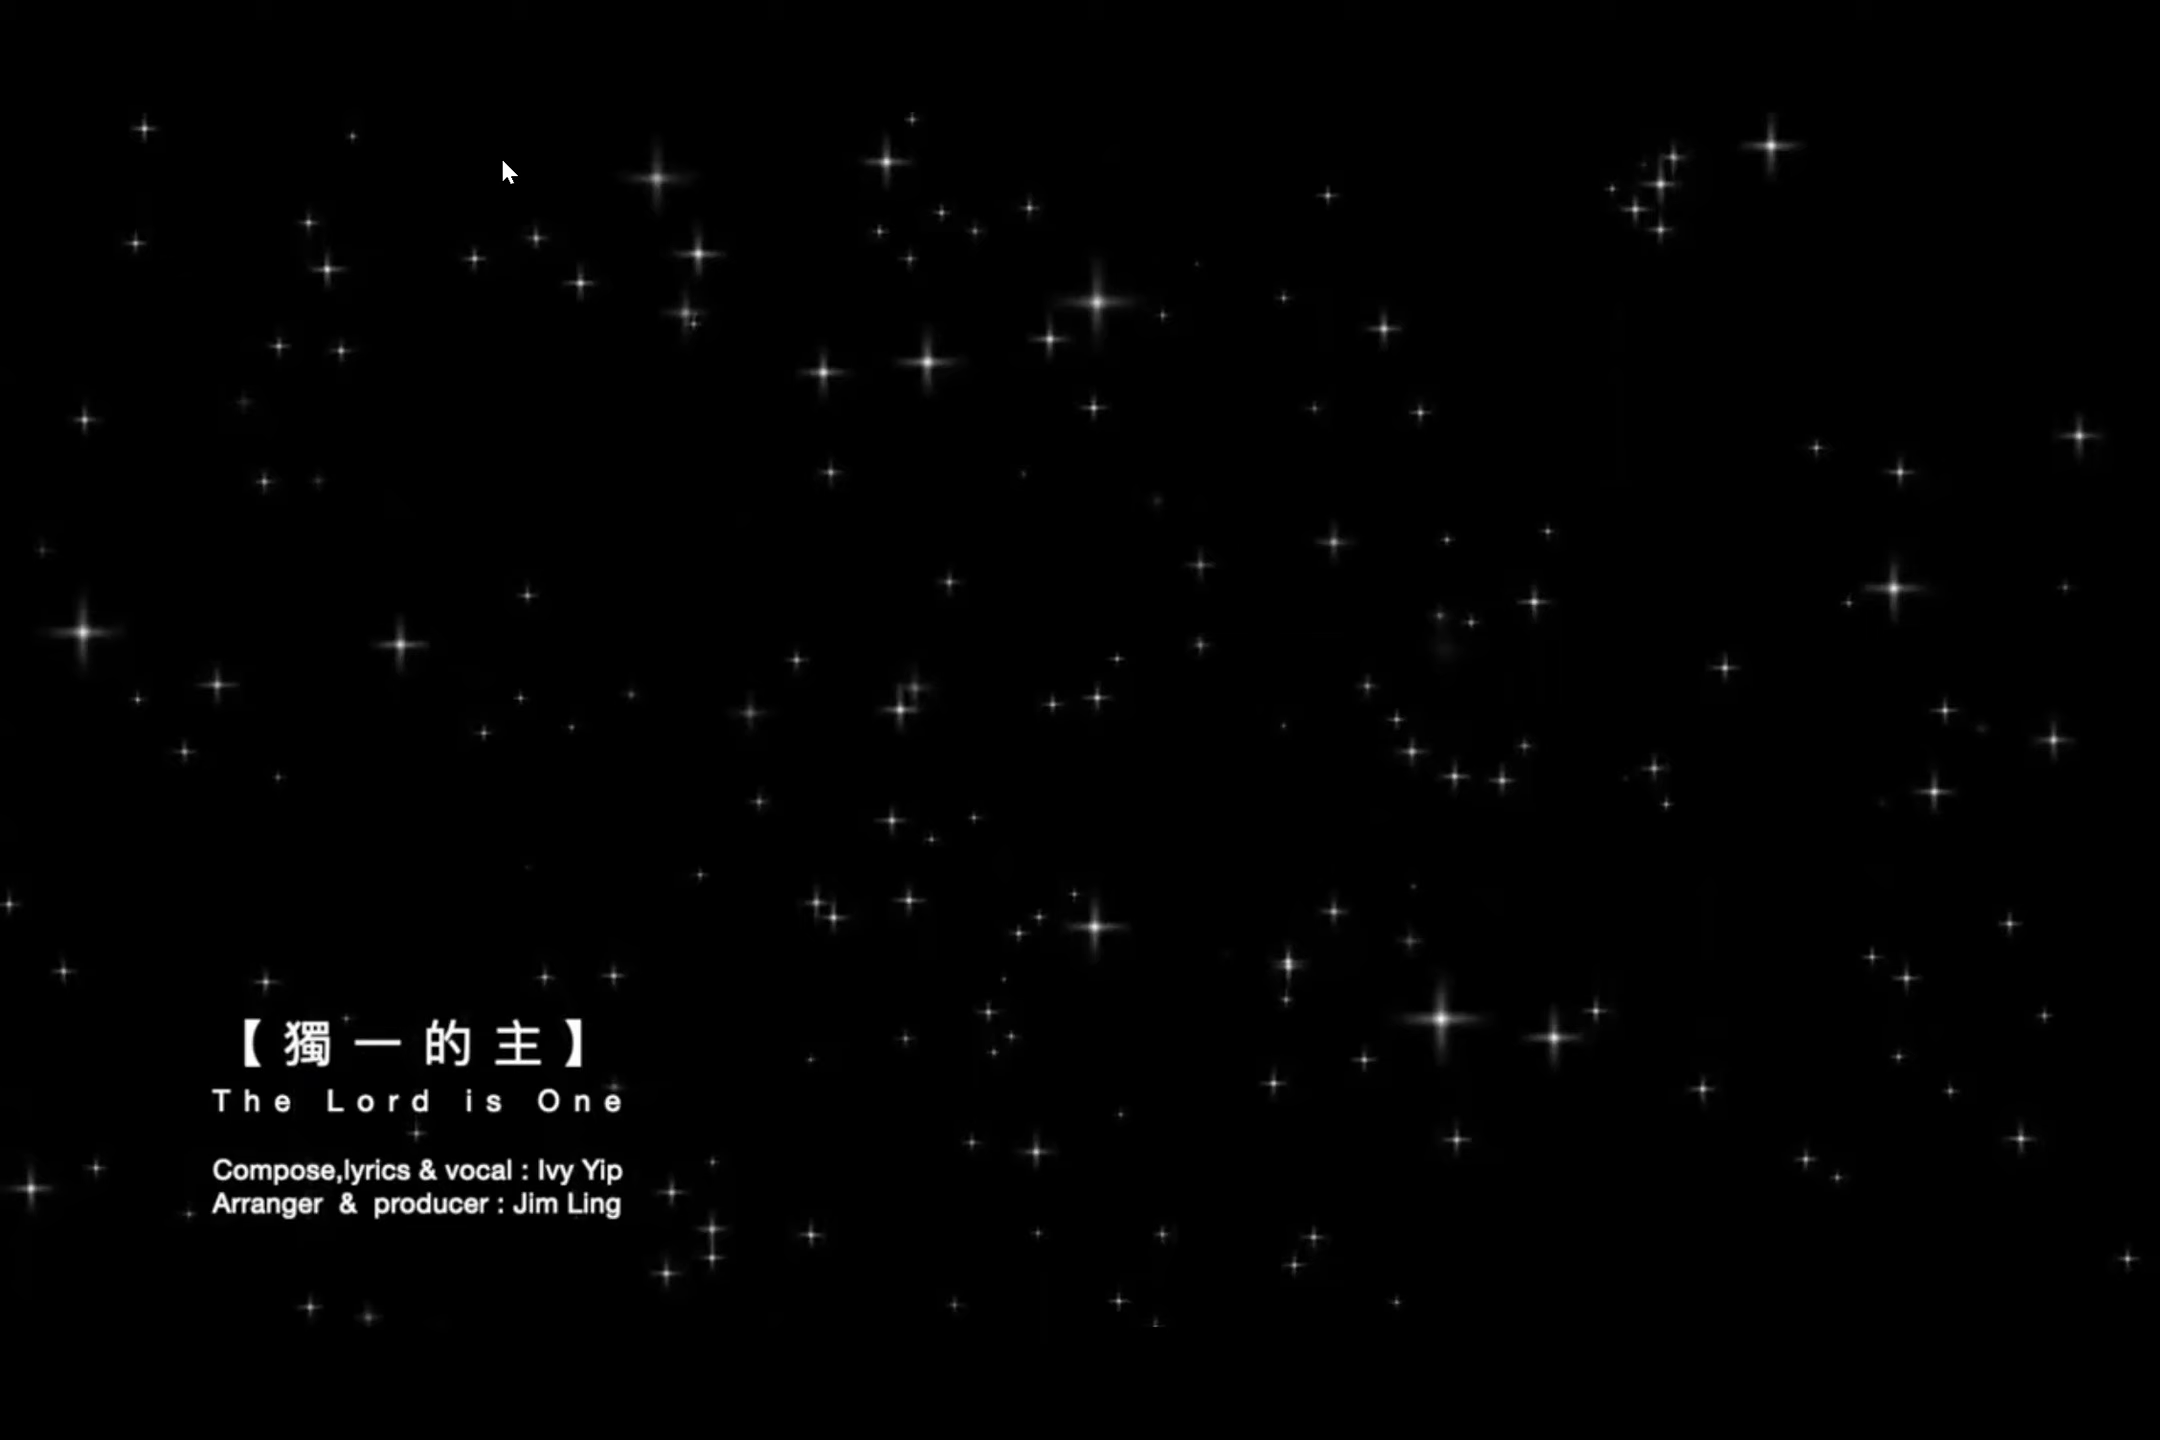 【獨一的主】
The Lord is One
Compose,lyrics & vocal : Ivy Yip
Arranger & producer : Jim Ling